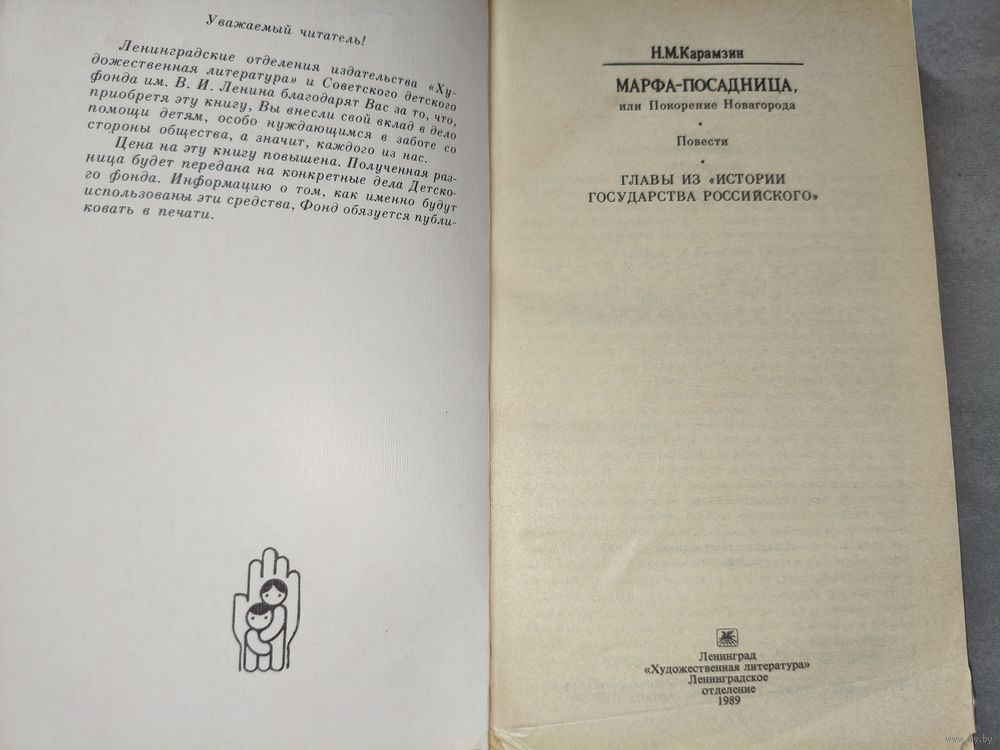 Уважаемый читатель!
Ленинградские отделения издательства «Ху-
дожественная литература» и Советского детского
фонда им. В. И. Ленина благодарят Вас за то, что,
приобретя эту книгу, Вы внесли свой вклад в дело
помощи детям, особо нуждающимся в заботе со
стороны общества, а значит, каждого из нас.
Цена на эту книгу повышена. Полученная раз-
ница будет передана на конкретные дела Детско-
го фонда. Информацию о том, как именно будут
использованы эти средства, Фонд обязуется публи-
ковать в печати.
Н.М.Карамзин
МАРФА-ПОСАДНИЦА,
или Покорение Новагорода
Повести
ГЛАВЫ ИЗ «ИСТОРИИ
ГОСУДАРСТВА РОССИЙСКОГО»
Ленинград
«Художественная литература»
Ленинградское
отделение
1989
www.ay.by